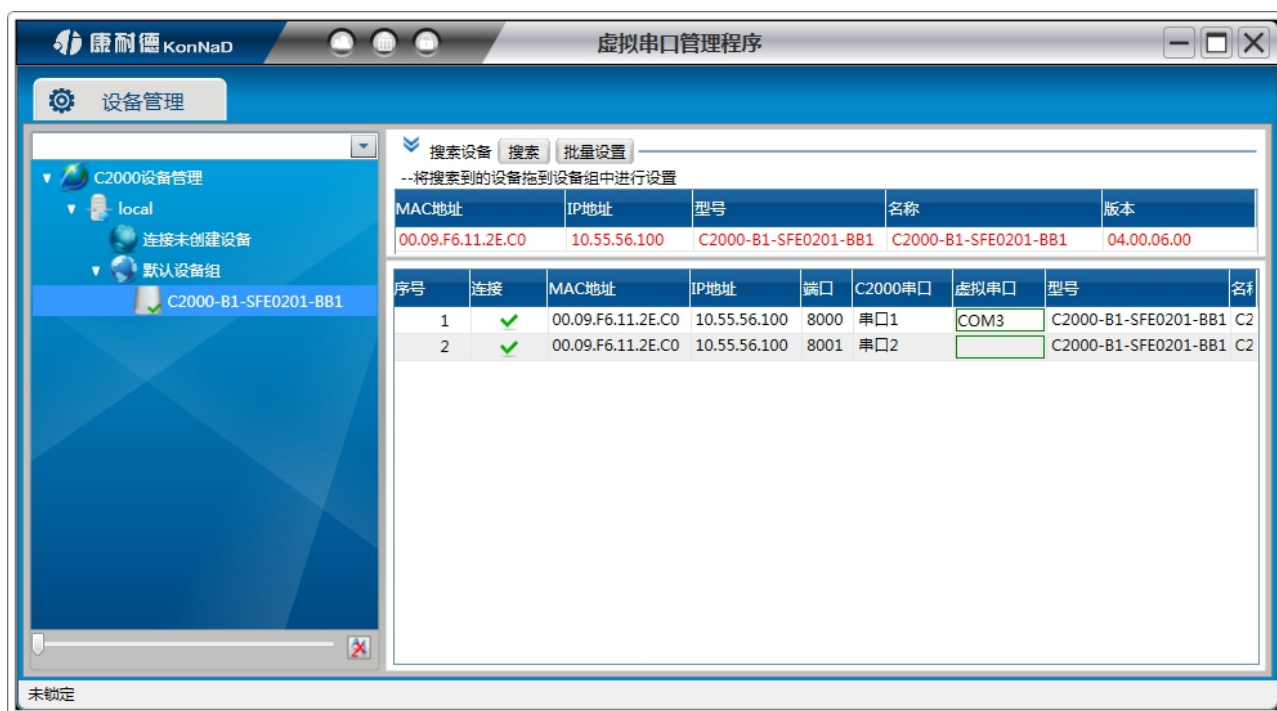 康耐德 KonNaD
虚拟串口管理程序
设备管理
C2000设备管理
local
连接未创建设备
默认设备组
C2000-B1-SFE0201-BB1
搜索设备 搜索 批量设置
--将搜索到的设备拖到设备组中进行设置
MAC地址 IP地址 型号 名称 版本
00.09.F6.11.2E.C0 10.55.56.100 C2000-B1-SFE0201-BB1 C2000-B1-SFE0201-BB1 04.00.06.00
序号 连接 MAC地址 IP地址 端口 C2000串口 虚拟串口 型号
1 00.09.F6.11.2E.C0 10.55.56.100 8000 串口1 COM3 C2000-B1-SFE0201-BB1 C2
2 00.09.F6.11.2E.C0 10.55.56.100 8001 串口2 C2000-B1-SFE0201-BB1 C2
未锁定